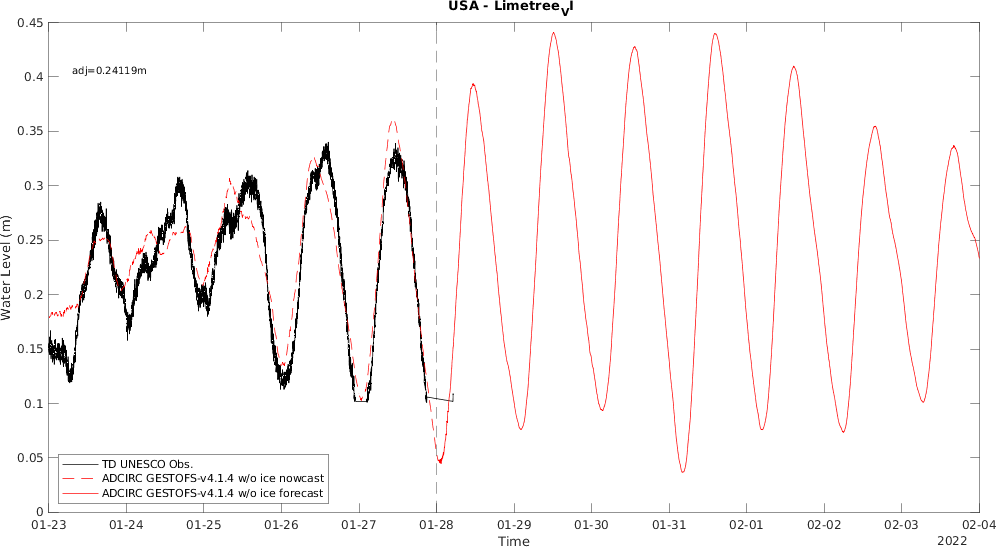 USA - Limetree_VI
0.45
adj=0.24119m
0.4
0.35
0.3
0.25
0.2
0.15
0.1
0.05
0
Water Level (m)
TD UNESCO Obs.
ADCIRC GESTOFS-v4.1.4 w/o ice nowcast
ADCIRC GESTOFS-v4.1.4 w/o ice forecast
01-23 01-24 01-25 01-26 01-27 01-28 01-29 01-30 01-31 02-01 02-02 02-03 02-04
Time
2022